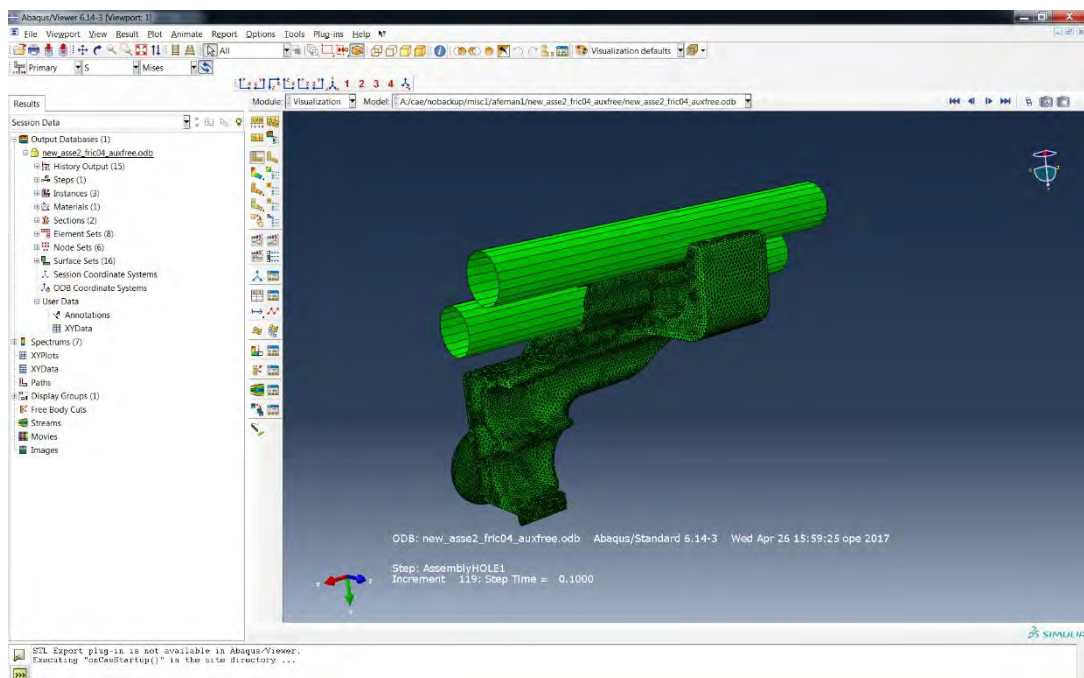 Abaqus/Viewer 6.14-3 [Viewport: 1]
File Viewport View Result Plot Animate Report Options Tools Plug-ins Help
All
Visualization defaults
Primary S Mises
1 2 3 4
Results
Module: Visualization Model: A:/cae/nobackup/misc1/afeman1/new_asse2_fric04_auxfree/new_asse2_fric04_auxfree.odb
Session Data
Output Databases (1)
new_asse2_fric04_auxfree.odb
History Output (15)
Steps (1)
Instances (3)
Materials (1)
Sections (2)
Element Sets (8)
Node Sets (6)
Surface Sets (16)
Session Coordinate Systems
ODB Coordinate Systems
User Data
Annotations
XYData
Spectrums (7)
XYPlots
XYData
Paths
Display Groups (1)
Free Body Cuts
Streams
Movies
Images
ODB: new_asse2_fric04_auxfree.odb Abaqus/Standard 6.14-3 Wed Apr 26 15:59:25 ope 2017
Step: AssemblyHOLE1
Increment 119: Step Time = 0.1000
X Z
Y
SIMULIA
STL Export plug-in is not available in Abaqus/Viewer.
Executing "onCaeStartup()" in the site directory ...